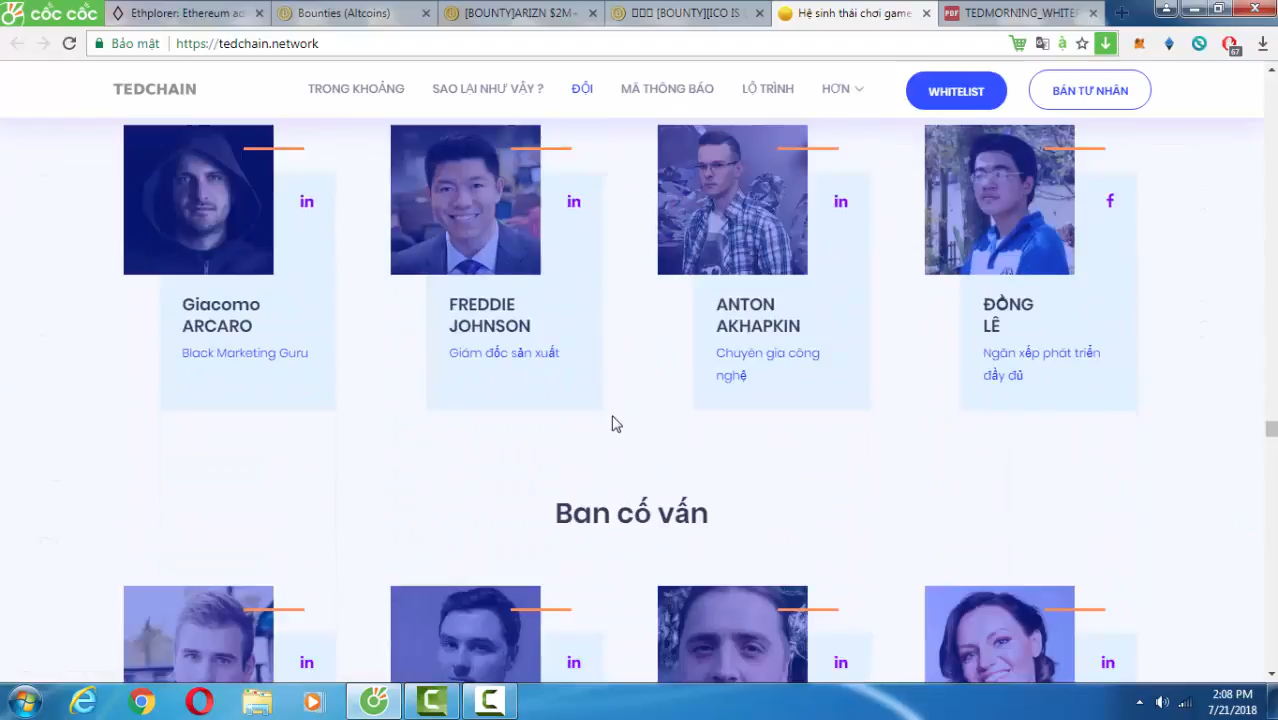 cốc cốc
Ethplorer: Ethereum ad
Bounties (Altcoins)
[BOUNTY]ARIZN $2M+
[BOUNTY][ICO IS L
Hệ sinh thái chơi game
TEDMORNING_WHITEP
Bảo mật
https://tedchain.network
67
TEDCHAIN
TRONG KHOẢNG
SAO LẠI NHƯ VẬY ?
ĐỘI
MÃ THÔNG BÁO
LỘ TRÌNH
HƠN
WHITELIST
BÁN TƯ NHÂN
in
in
in
f
Giacomo
ARCARO
Black Marketing Guru
FREDDIE
JOHNSON
Giám đốc sản xuất
ANTON
AKHAPKIN
Chuyên gia công
nghệ
ĐỒNG
LÊ
Ngăn xếp phát triển
đầy đủ
Ban cố vấn
in
in
in
in
2:08 PM
7/21/2018